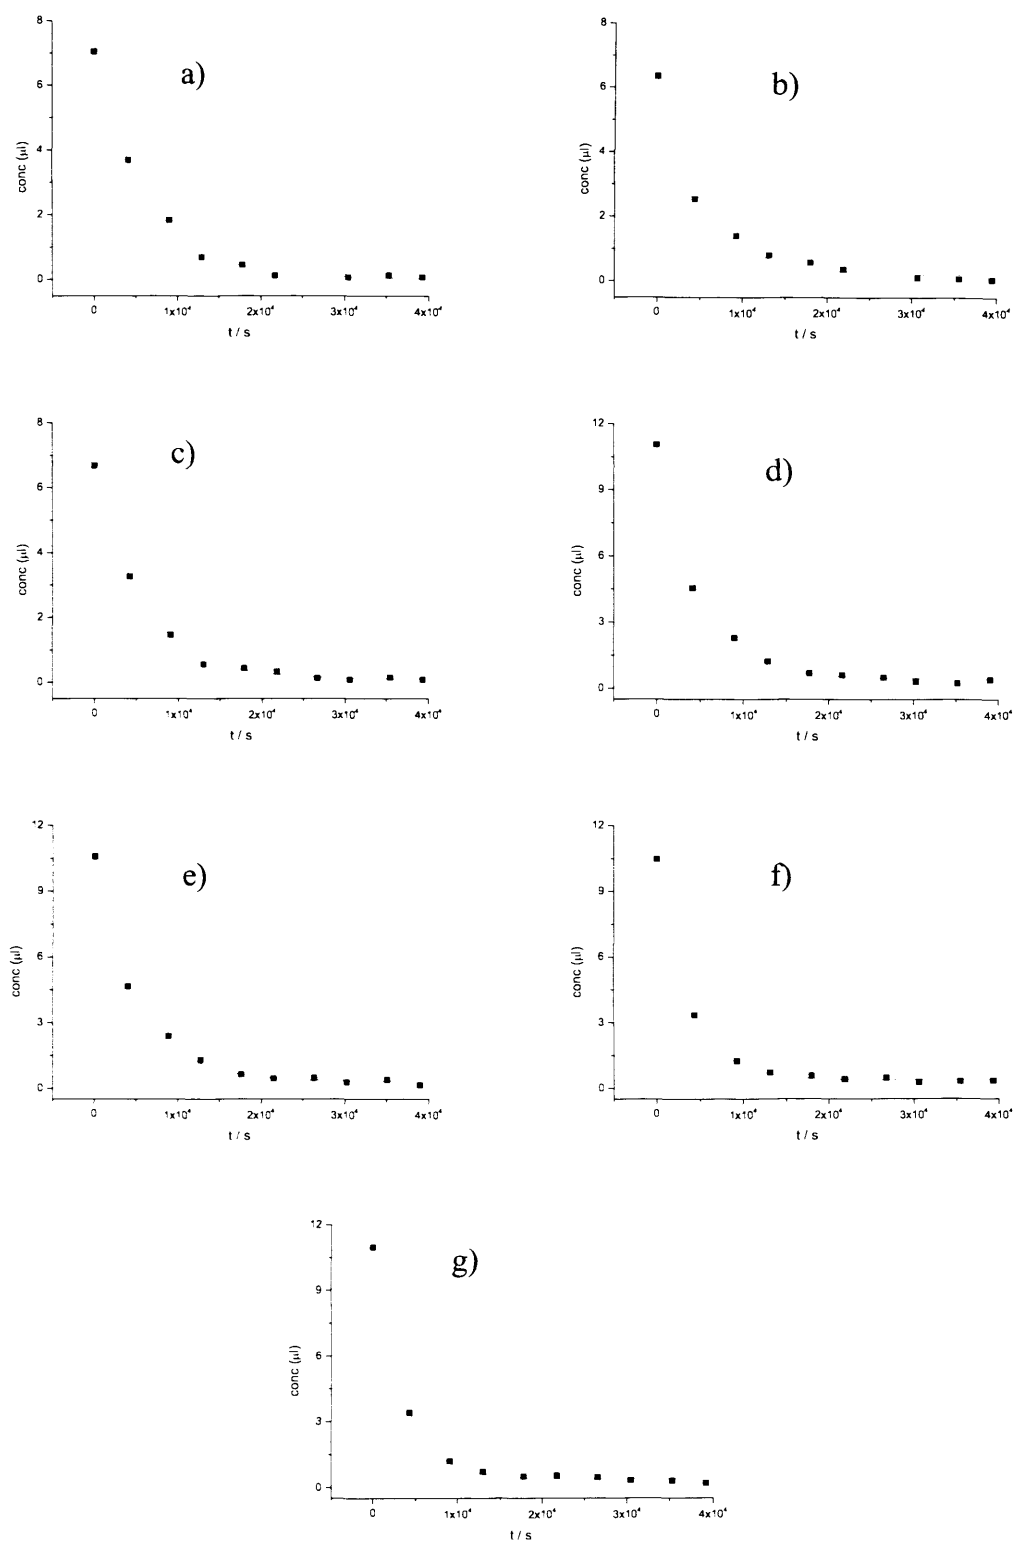 a)
8
6
4
2
0
conc (µl)
0 1x10⁴ 2x10⁴ 3x10⁴ 4x10⁴
t / s
b)
8
6
4
2
0
conc (µl)
0 1x10⁴ 2x10⁴ 3x10⁴ 4x10⁴
t / s
c)
8
6
4
2
0
conc (µl)
0 1x10⁴ 2x10⁴ 3x10⁴ 4x10⁴
t / s
d)
12
9
6
3
0
conc (µl)
0 1x10⁴ 2x10⁴ 3x10⁴ 4x10⁴
t / s
e)
12
9
6
3
0
conc (µl)
0 1x10⁴ 2x10⁴ 3x10⁴ 4x10⁴
t / s
f)
12
9
6
3
0
conc (µl)
0 1x10⁴ 2x10⁴ 3x10⁴ 4x10⁴
t / s
g)
12
9
6
3
0
conc (µl)
0 1x10⁴ 2x10⁴ 3x10⁴ 4x10⁴
t / s